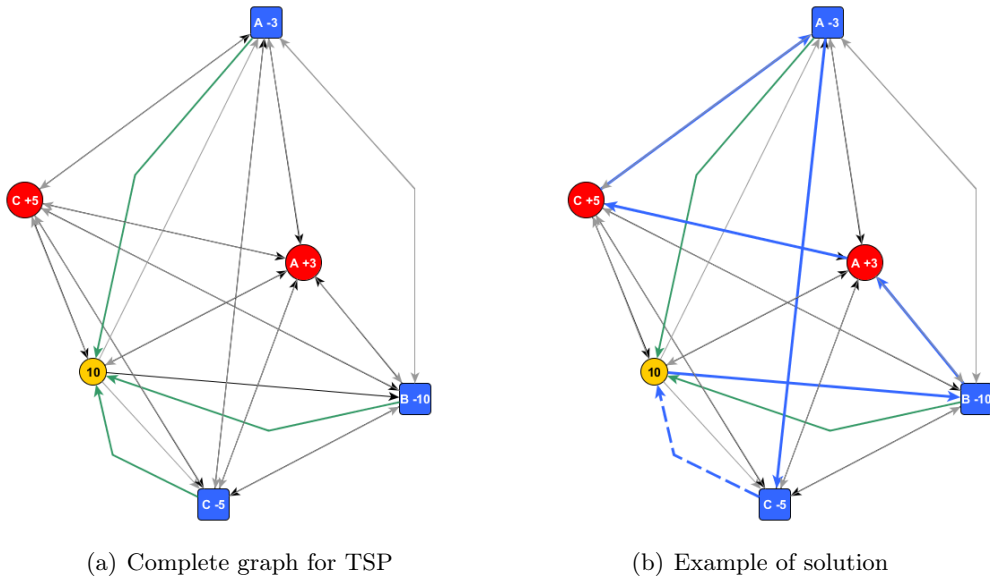 A -3
C +5
A +3
10
B -10
C -5
(a) Complete graph for TSP
A -3
C +5
A +3
10
B -10
C -5
(b) Example of solution